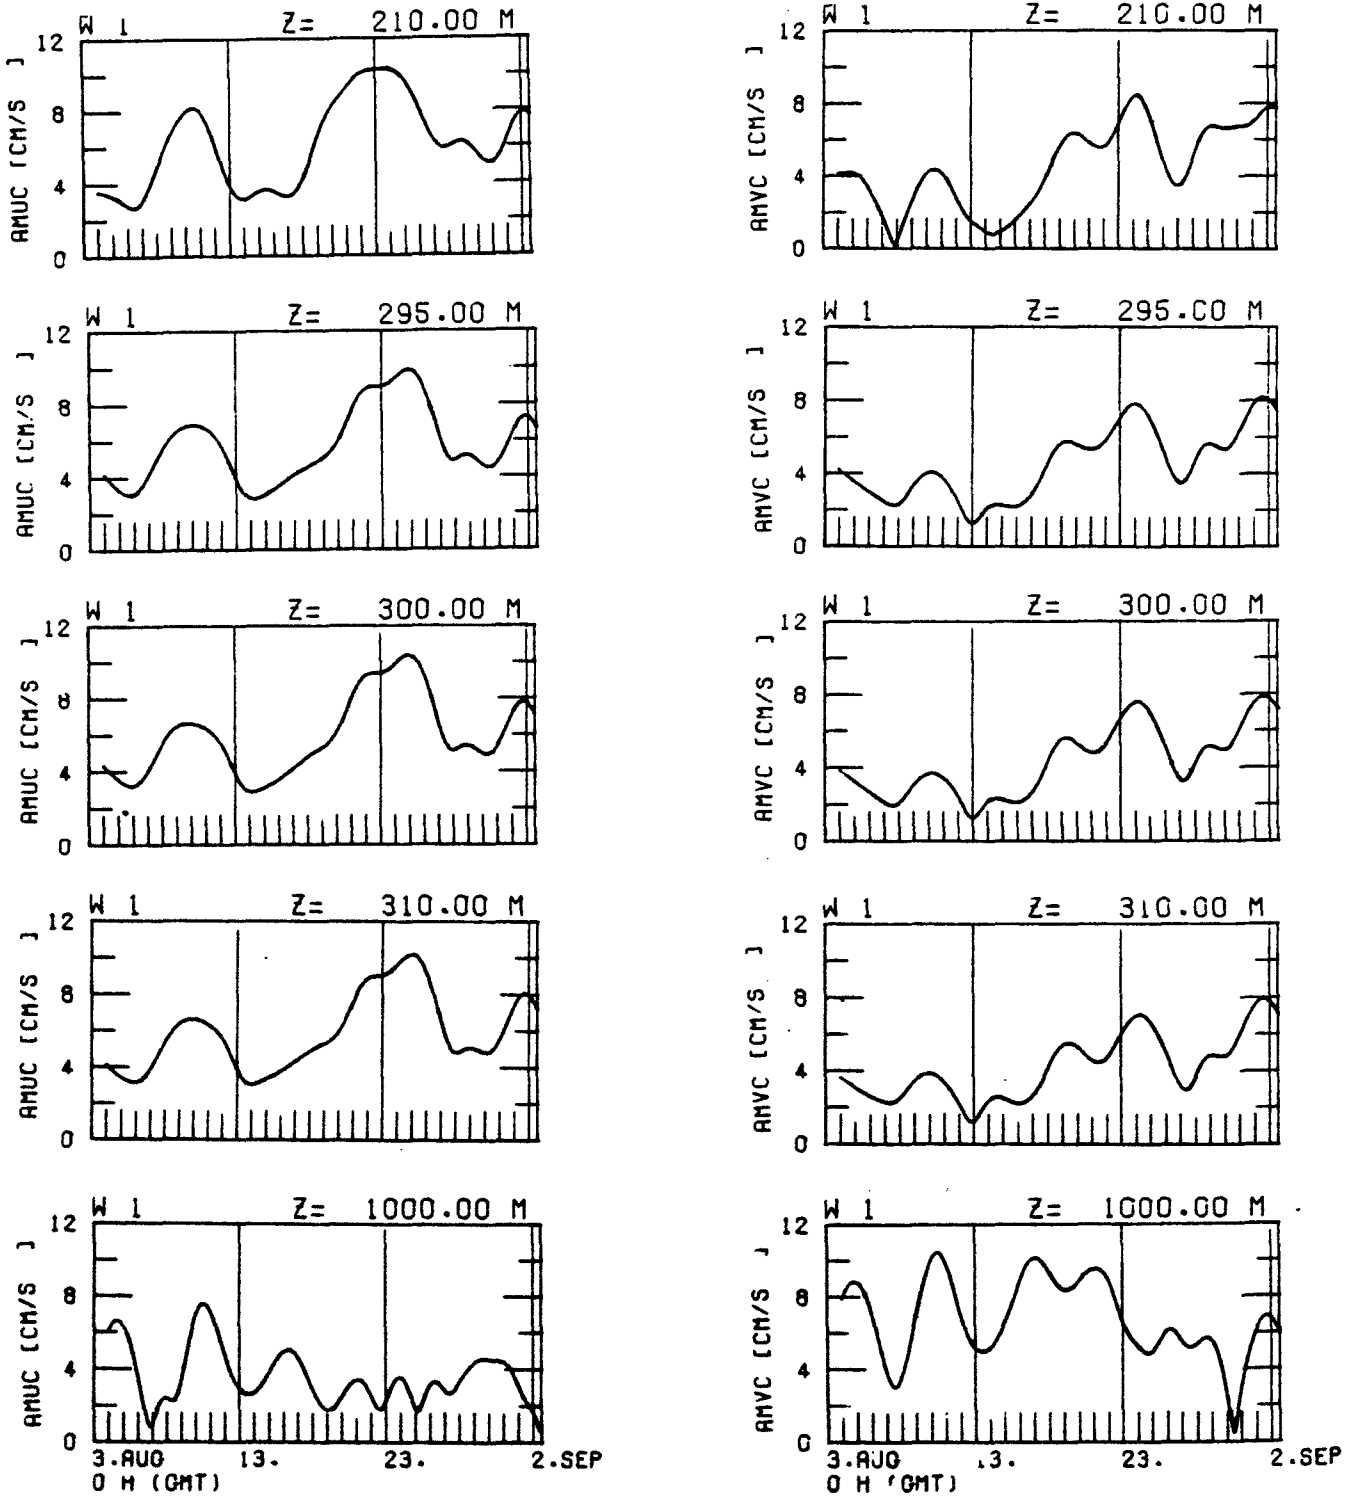 W 1 Z= 210.00 M
12
8
4
0
AMUC [CM/S ]
W 1 Z= 210.00 M
12
8
4
0
AMVC [CM/S ]
W 1 Z= 295.00 M
12
8
4
0
AMUC [CM/S ]
W 1 Z= 295.00 M
12
8
4
0
AMVC [CM/S ]
W 1 Z= 300.00 M
12
8
4
0
AMUC [CM/S ]
W 1 Z= 300.00 M
12
8
4
0
AMVC [CM/S ]
W 1 Z= 310.00 M
12
8
4
0
AMUC [CM/S ]
W 1 Z= 310.00 M
12
8
4
0
AMVC [CM/S ]
W 1 Z= 1000.00 M
12
8
4
0
AMUC [CM/S ]
3.AUG 13. 23. 2.SEP
0 H (GMT)
W 1 Z= 1000.00 M
12
8
4
0
AMVC [CM/S ]
3.AUG 13. 23. 2.SEP
0 H (GMT)